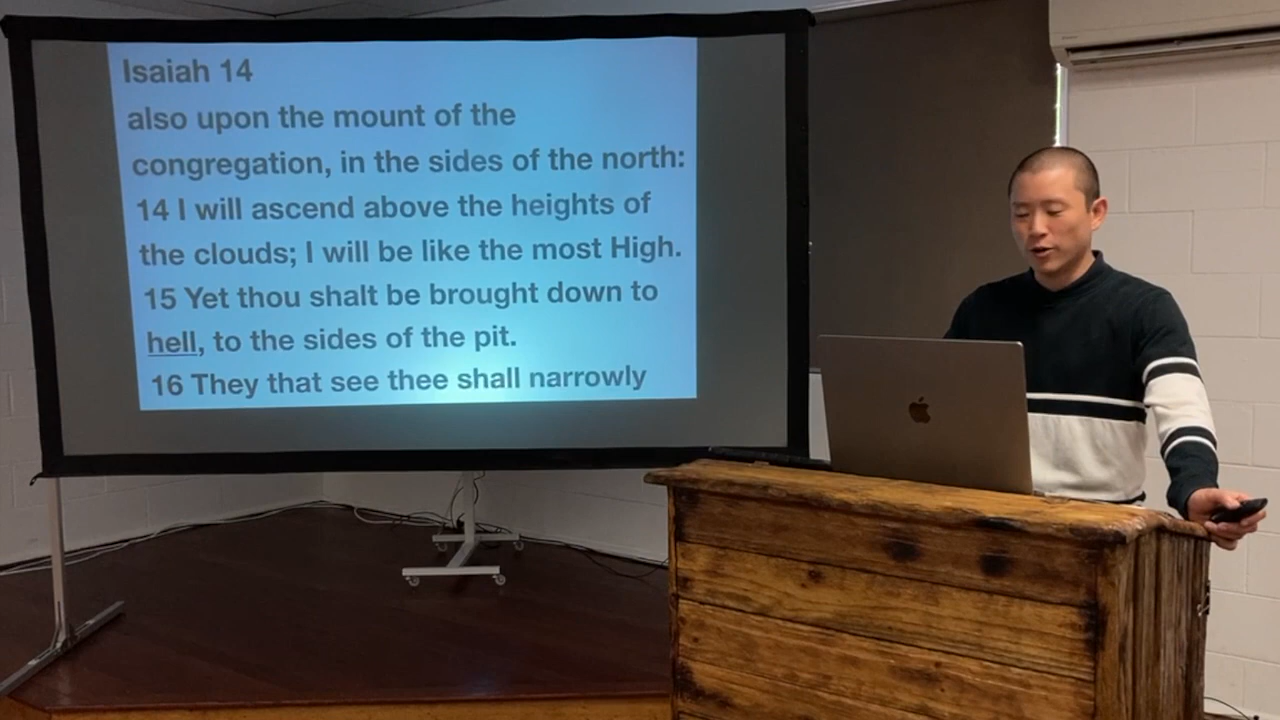 Isaiah 14
also upon the mount of the
congregation, in the sides of the north:
14 I will ascend above the heights of
the clouds; I will be like the most High.
15 Yet thou shalt be brought down to
hell, to the sides of the pit.
16 They that see thee shall narrowly